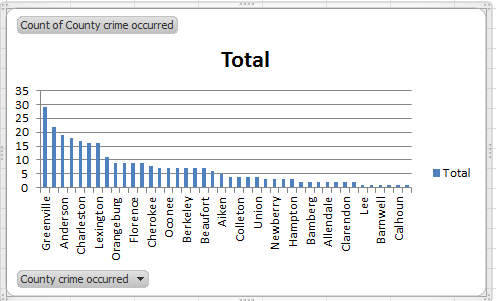 Count of County crime occurred
Total
35
30
25
20
15
10
5
0
Greenville
Anderson
Charleston
Lexington
Orangeburg
Florence
Cherokee
Oconee
Berkeley
Beaufort
Aiken
Colleton
Union
Newberry
Hampton
Bamberg
Allendale
Clarendon
Lee
Barnwell
Calhoun
Total
County crime occurred